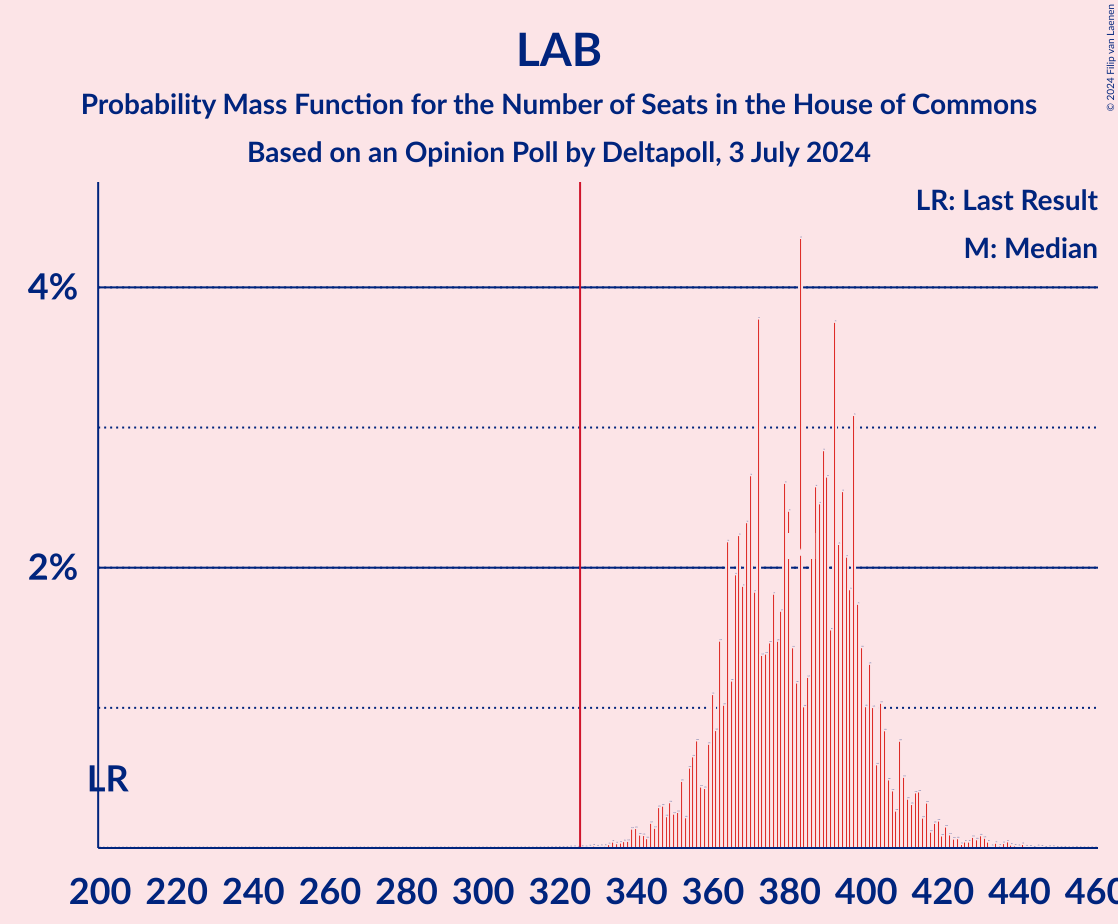 LAB
Probability Mass Function for the Number of Seats in the House of Commons
Based on an Opinion Poll by Deltapoll, 3 July 2024
© 2024 Filip van Laenen
LR: Last Result
M: Median
4%
2%
LR
200 220 240 260 280 300 320 340 360 380 400 420 440 460